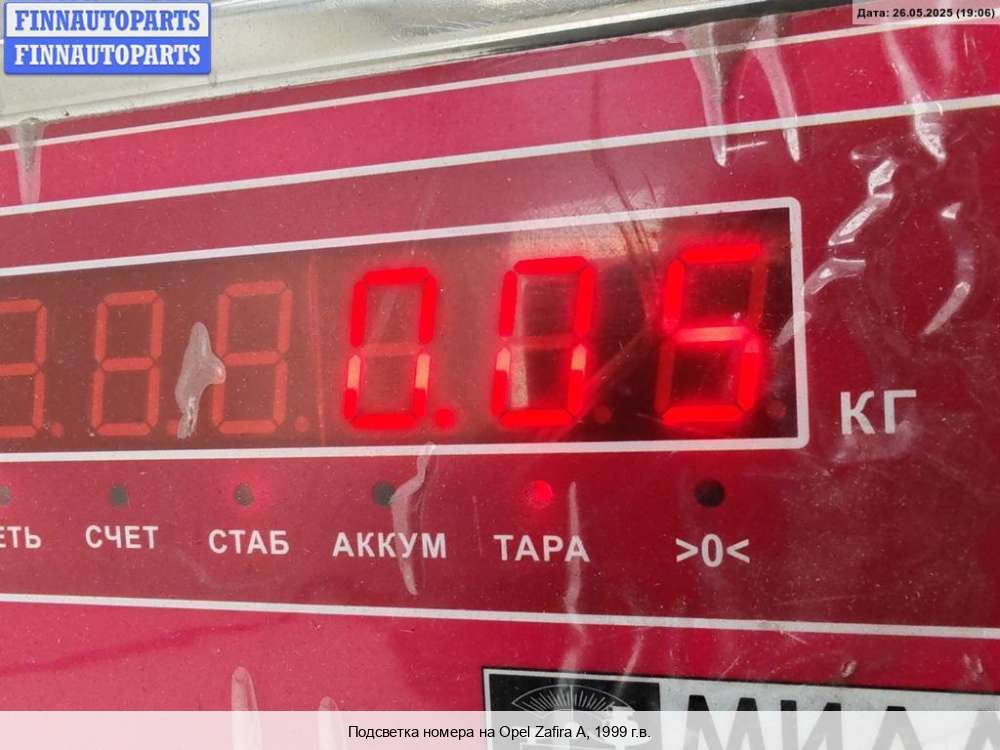 FINNAUTOPARTS
FINNAUTOPARTS
Дата: 26.05.2025 (19:06)
0.05
КГ
СЧЕТ СТАБ АККУМ ТАРА >0<
Подсветка номера на Opel Zafira A, 1999 г.в.